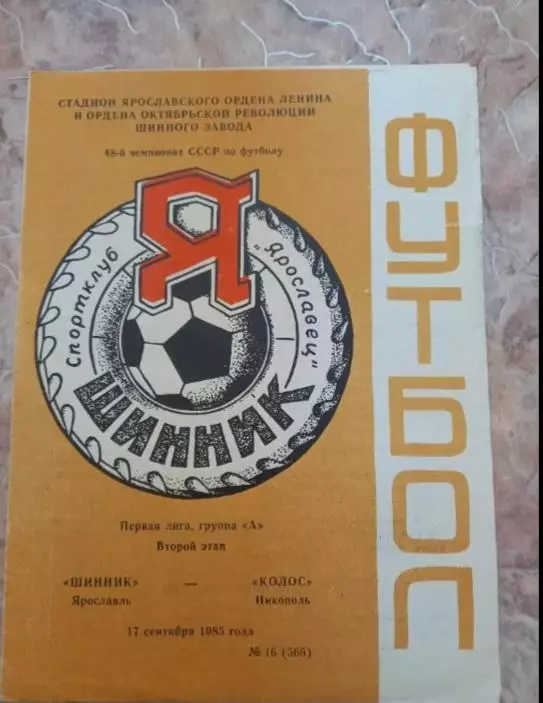 СТАДИОН ЯРОСЛАВСКОГО ОРДЕНА ЛЕНИНА
И ОРДЕНА ОКТЯБРЬСКОЙ РЕВОЛЮЦИИ
ШИННОГО ЗАВОДА
48-й чемпионат СССР по футболу
Я
Спортклуб "Ярославец"
ШИННИК
Первая лига, группа «А»
Второй этап
«ШИННИК» — «КОЛОС»
Ярославль Никополь
17 сентября 1985 года
№ 16 (566)
ФУТБОЛ